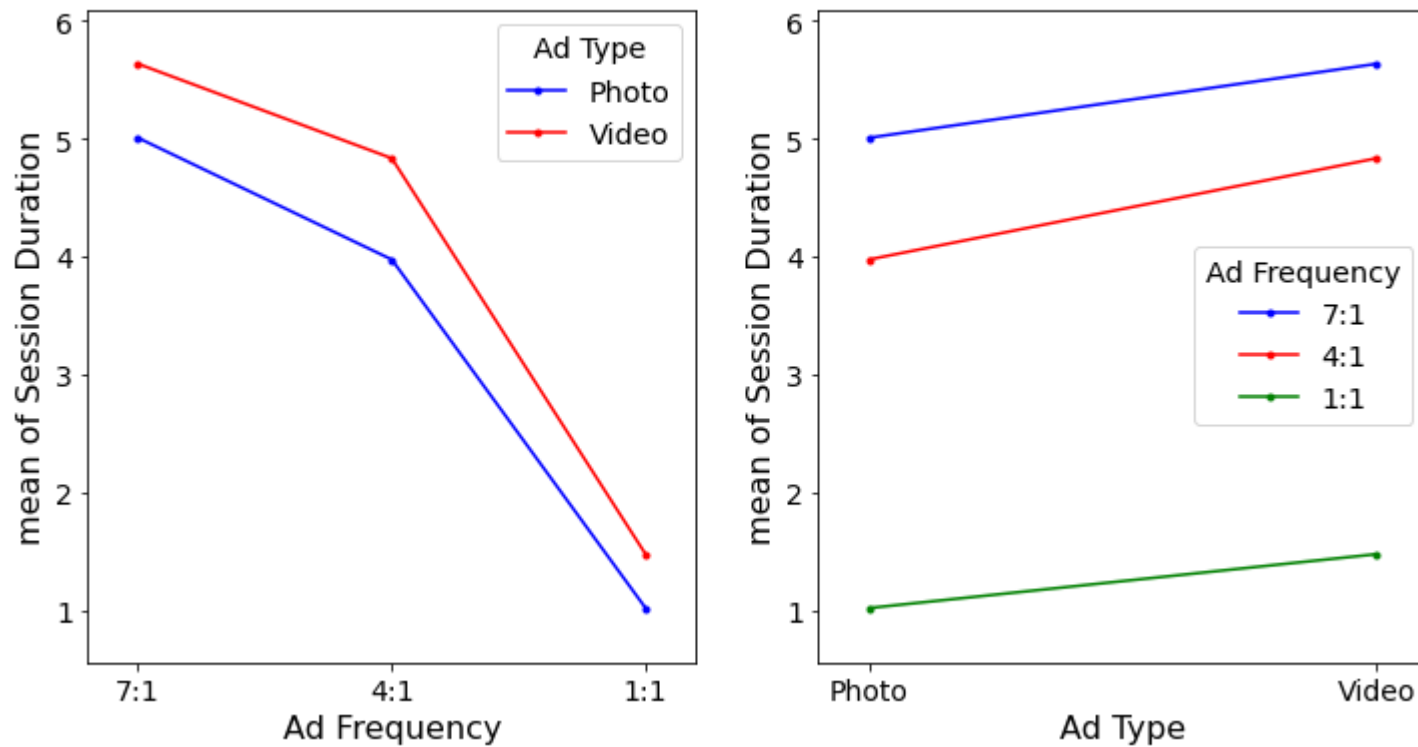 6
5
4
3
2
1
mean of Session Duration
Ad Type
Photo
Video
7:1
4:1
1:1
Ad Frequency
6
5
4
3
2
1
mean of Session Duration
Ad Frequency
7:1
4:1
1:1
Photo
Video
Ad Type